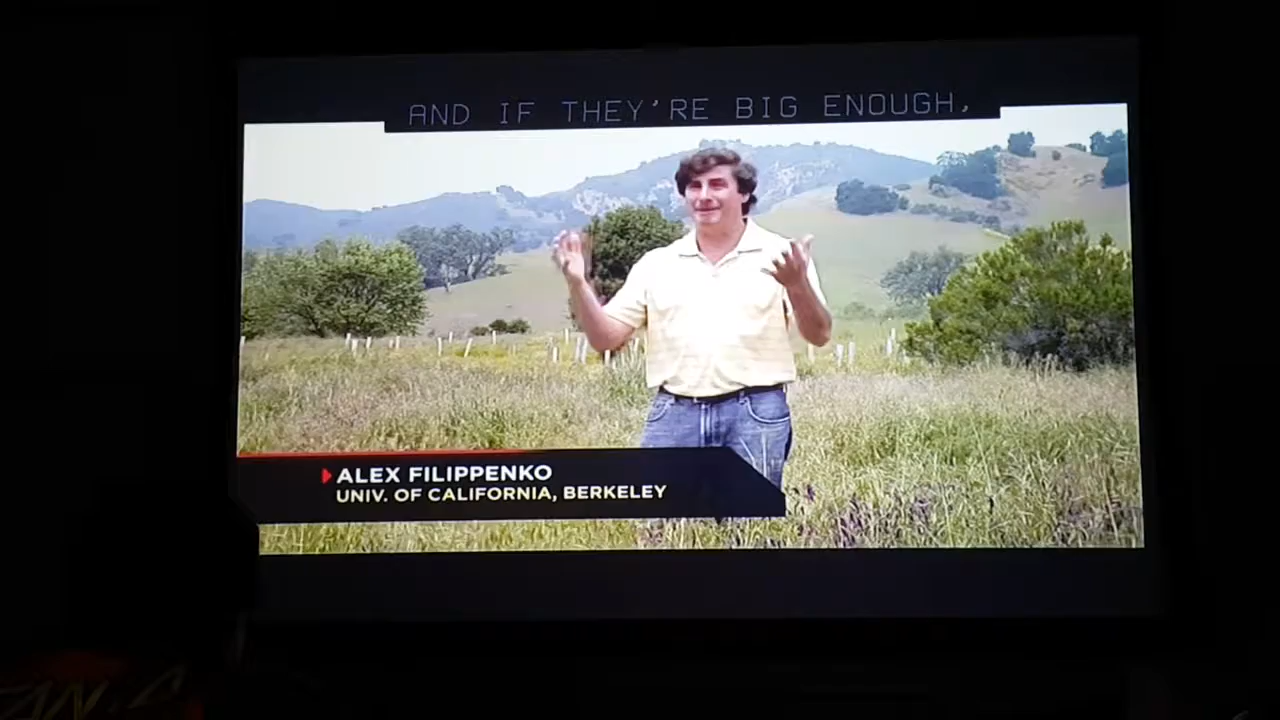 AND IF THEY'RE BIG ENOUGH,
ALEX FILIPPENKO
UNIV. OF CALIFORNIA, BERKELEY